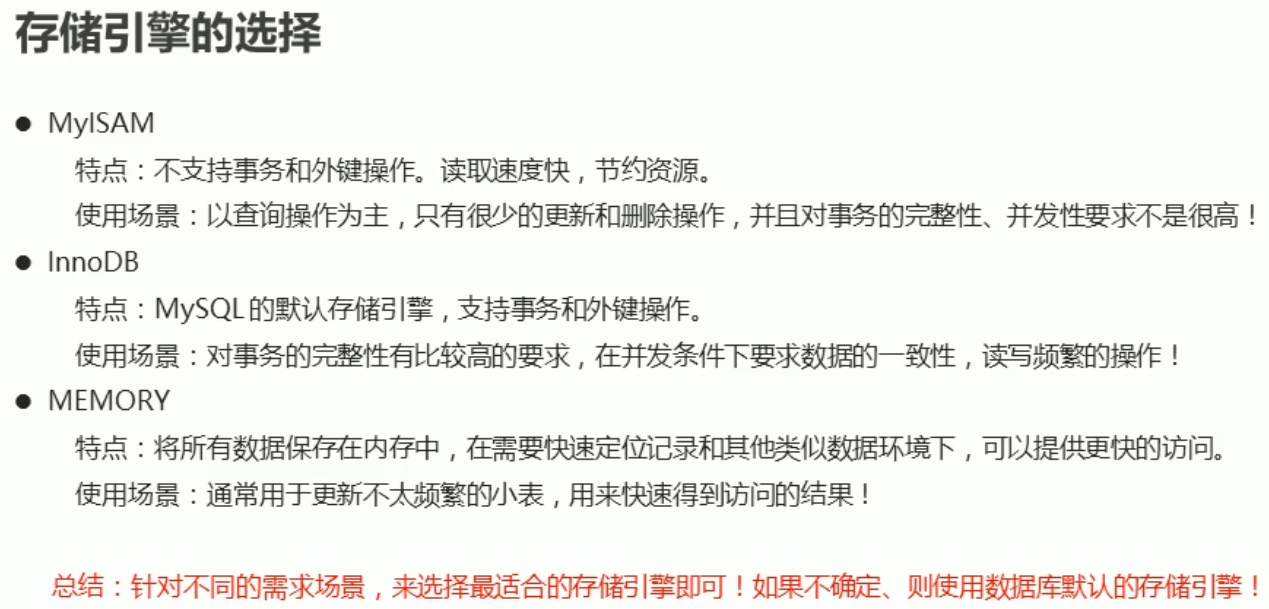 存储引擎的选择
● MyISAM
特点：不支持事务和外键操作。读取速度快，节约资源。
使用场景：以查询操作为主，只有很少的更新和删除操作，并且对事务的完整性、并发性要求不是很高！
● InnoDB
特点：MySQL 的默认存储引擎，支持事务和外键操作。
使用场景：对事务的完整性有比较高的要求，在并发条件下要求数据的一致性，读写频繁的操作！
● MEMORY
特点：将所有数据保存在内存中，在需要快速定位记录和其他类似数据环境下，可以提供更快的访问。
使用场景：通常用于更新不太频繁的小表，用来快速得到访问的结果！
总结：针对不同的需求场景，来选择最适合的存储引擎即可！如果不确定、则使用数据库默认的存储引擎！